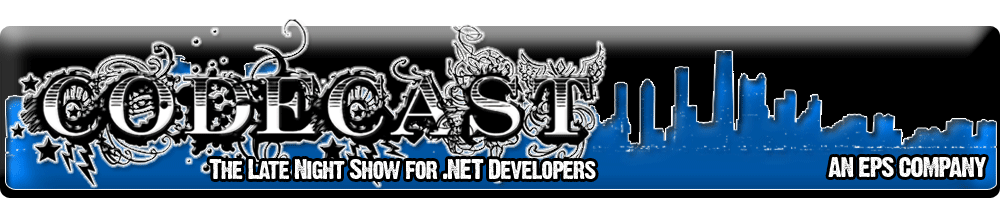 CODECAST
THE LATE NIGHT SHOW FOR .NET DEVELOPERS
AN EPS COMPANY